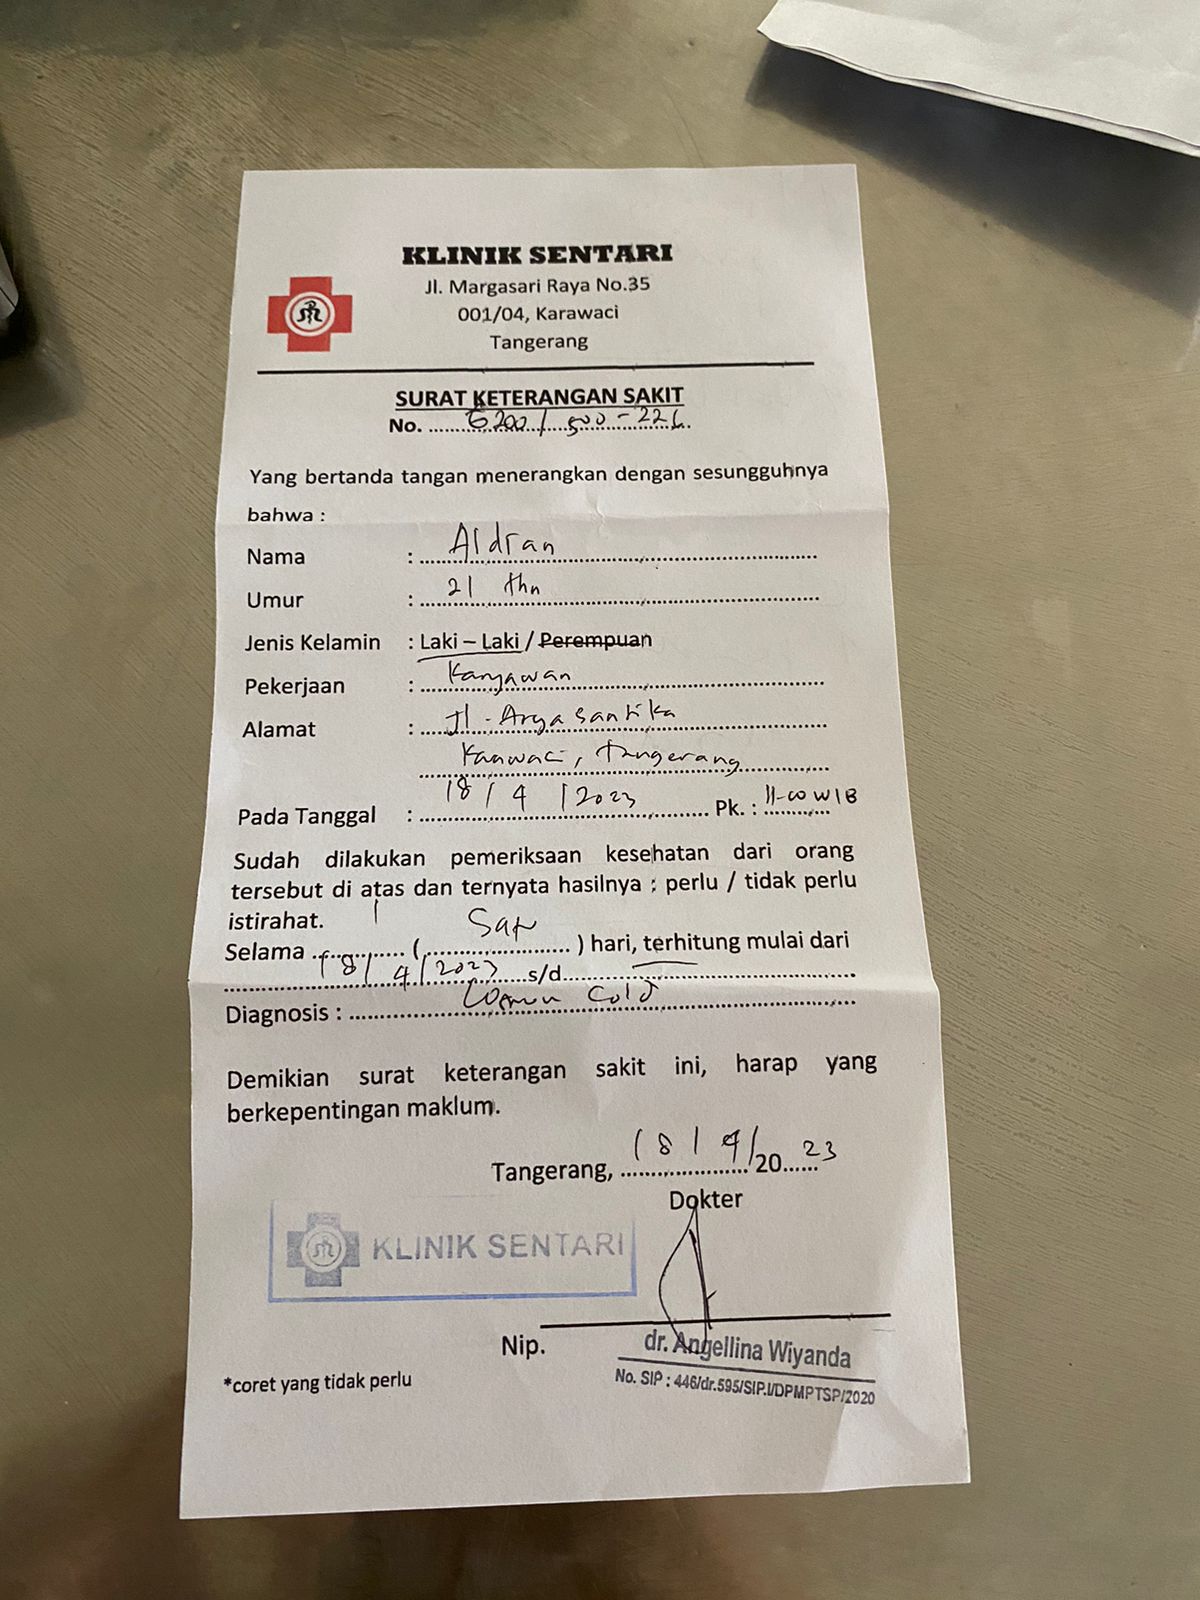 KLINIK SENTARI
Jl. Margasari Raya No.35
001/04, Karawaci
Tangerang
SURAT KETERANGAN SAKIT
No. 6200/500-226
Yang bertanda tangan menerangkan dengan sesungguhnya
bahwa :
Nama : Aldran
Umur : 21 thn
Jenis Kelamin : Laki – Laki / Perempuan
Pekerjaan : Karyawan
Alamat : Jl. Arya Santika
Karawaci, Tangerang
Pada Tanggal : 18/4/2023 Pk. : 11-00 WIB
Sudah dilakukan pemeriksaan kesehatan dari orang
tersebut di atas dan ternyata hasilnya : perlu / tidak perlu
istirahat.
Selama 1 (Satu) hari, terhitung mulai dari
18/4/2023 s/d
Diagnosis : Cold
Demikian surat keterangan sakit ini, harap yang
berkepentingan maklum.
Tangerang, 18/4/2023
Dokter
KLINIK SENTARI
Nip.
dr. Angellina Wiyanda
No. SIP : 446/dr.595/SIP.I/DPMPTSP/2020
*coret yang tidak perlu